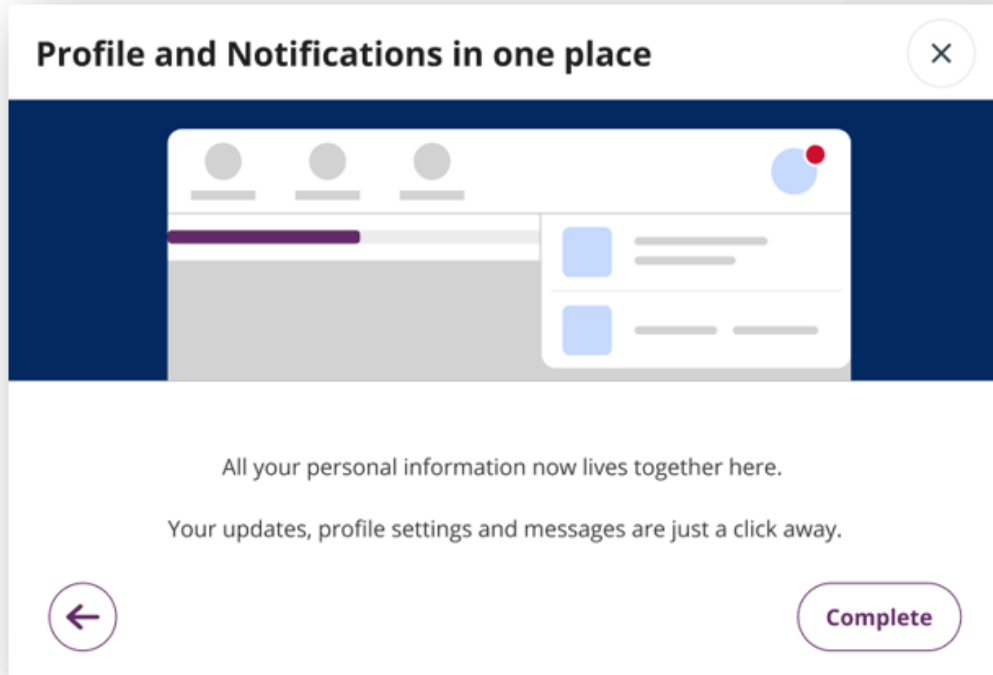 Profile and Notifications in one place
All your personal information now lives together here.
Your updates, profile settings and messages are just a click away.
Complete